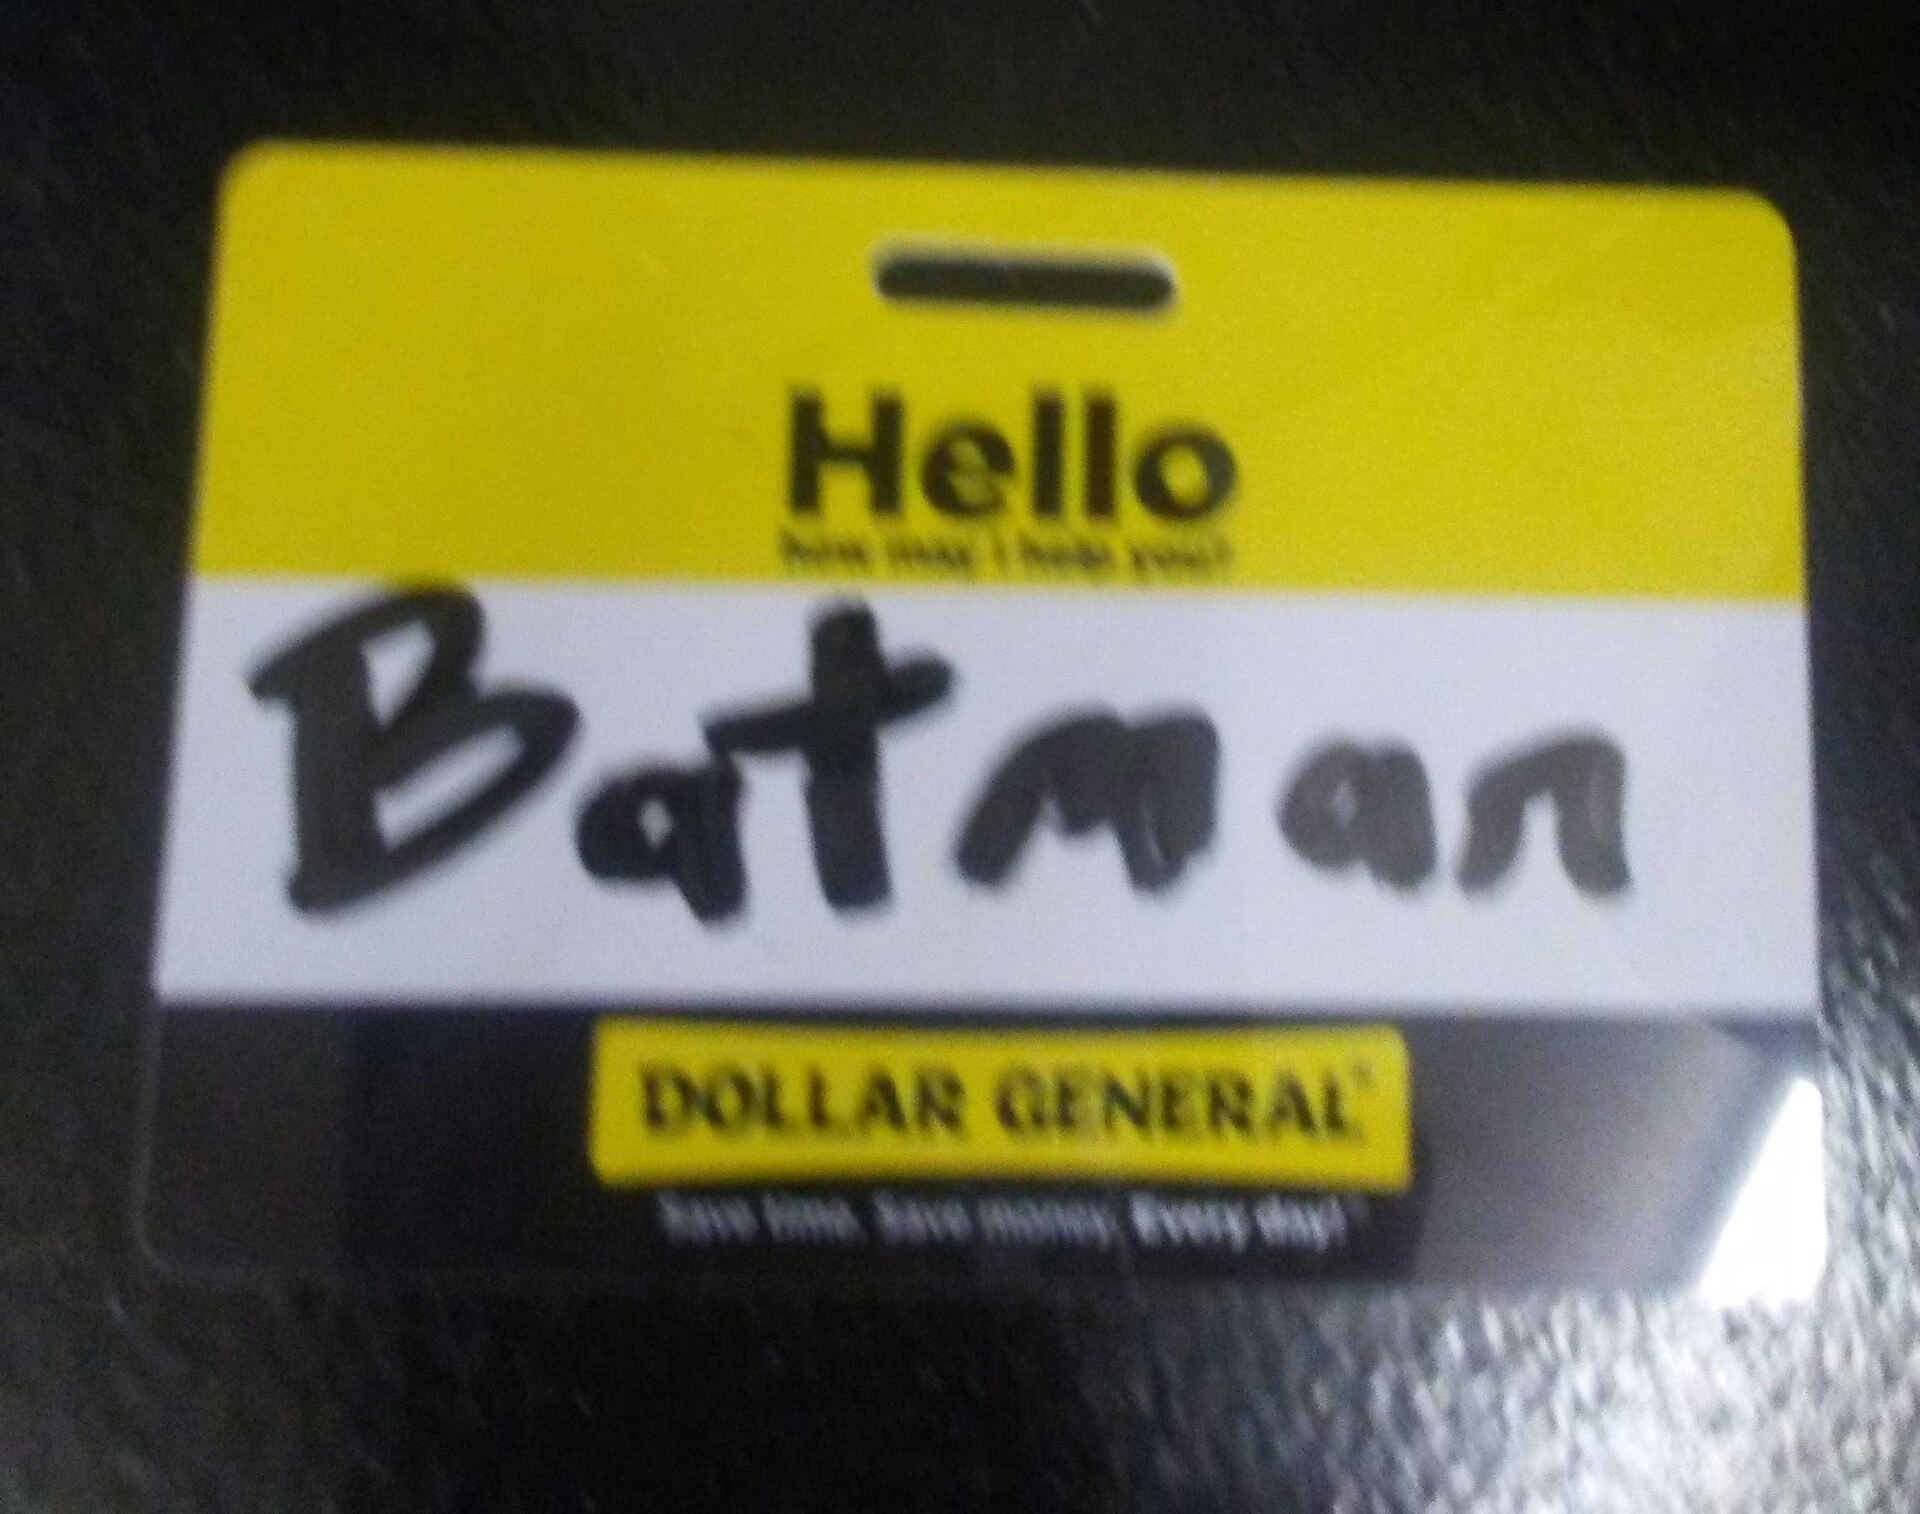 Hello
how may I help you?
Batman
DOLLAR GENERAL®
Save time. Save money. Every day!®